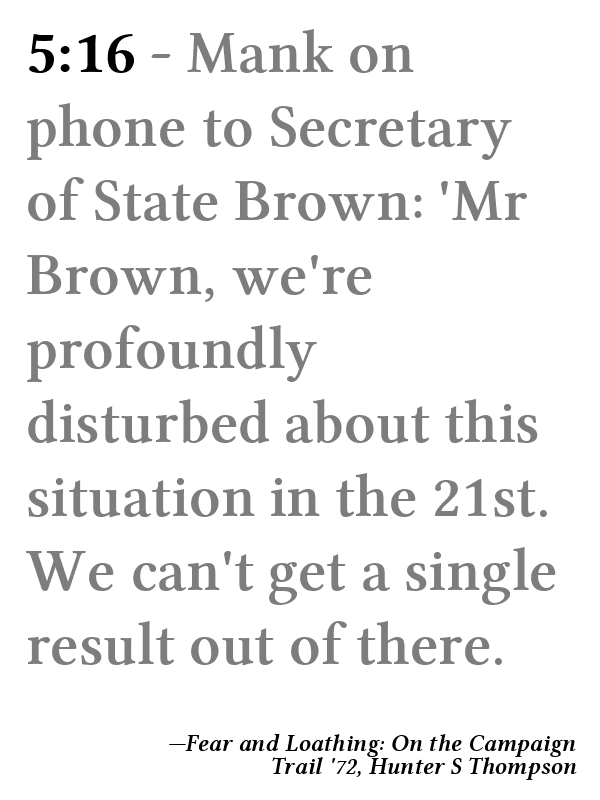 5:16 - Mank on
phone to Secretary
of State Brown: 'Mr
Brown, we're
profoundly
disturbed about this
situation in the 21st.
We can't get a single
result out of there.
—Fear and Loathing: On the Campaign
Trail '72, Hunter S Thompson